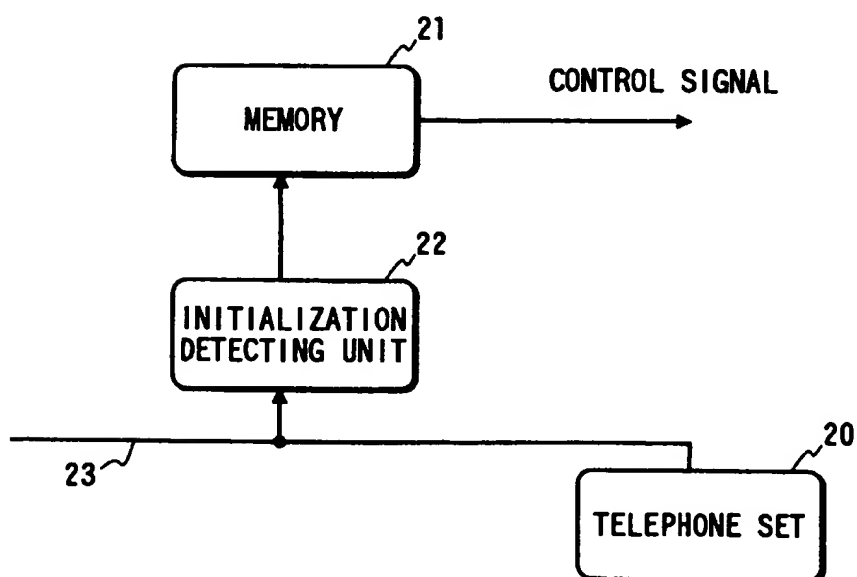 21
CONTROL SIGNAL
MEMORY
22
INITIALIZATION
DETECTING UNIT
23
20
TELEPHONE SET